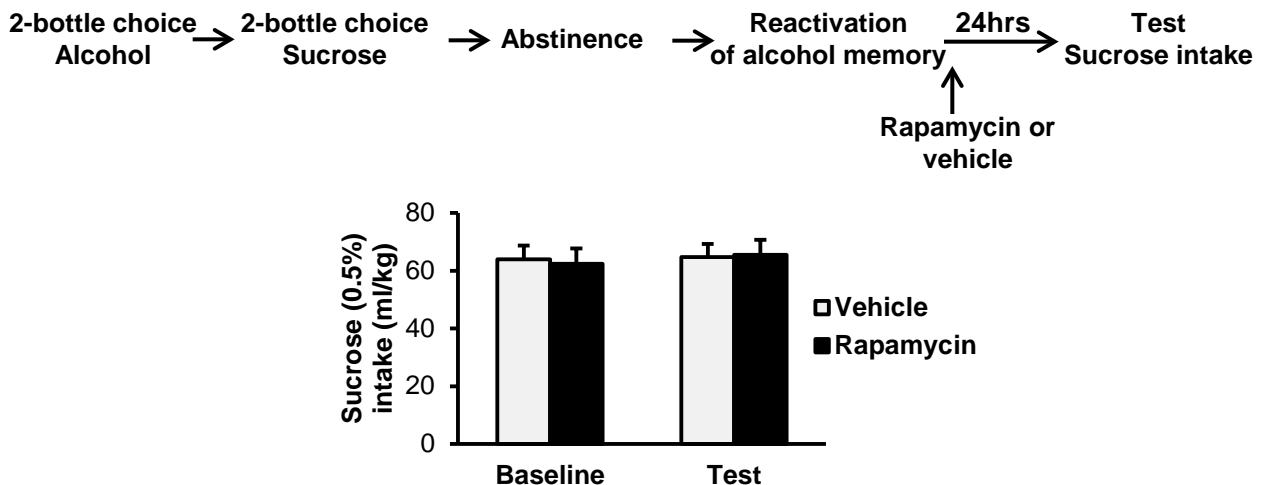 2-bottle choice
Alcohol
2-bottle choice
Sucrose
Abstinence
Reactivation
of alcohol memory
24hrs
Test
Sucrose intake
Rapamycin or
vehicle
Sucrose (0.5%)
intake (ml/kg)
80
60
40
20
0
Baseline
Test
Vehicle
Rapamycin